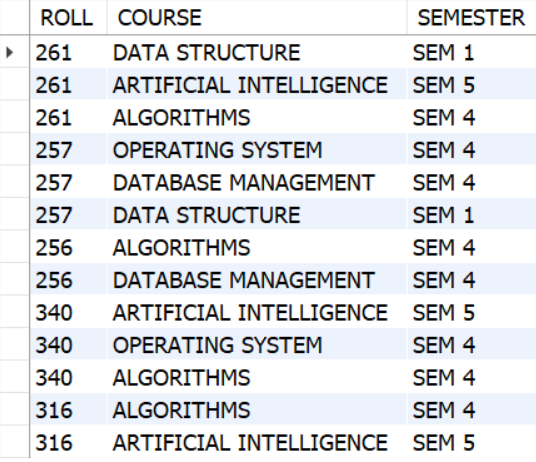 ROLL COURSE SEMESTER
261 DATA STRUCTURE SEM 1
261 ARTIFICIAL INTELLIGENCE SEM 5
261 ALGORITHMS SEM 4
257 OPERATING SYSTEM SEM 4
257 DATABASE MANAGEMENT SEM 4
257 DATA STRUCTURE SEM 1
256 ALGORITHMS SEM 4
256 DATABASE MANAGEMENT SEM 4
340 ARTIFICIAL INTELLIGENCE SEM 5
340 OPERATING SYSTEM SEM 4
340 ALGORITHMS SEM 4
316 ALGORITHMS SEM 4
316 ARTIFICIAL INTELLIGENCE SEM 5